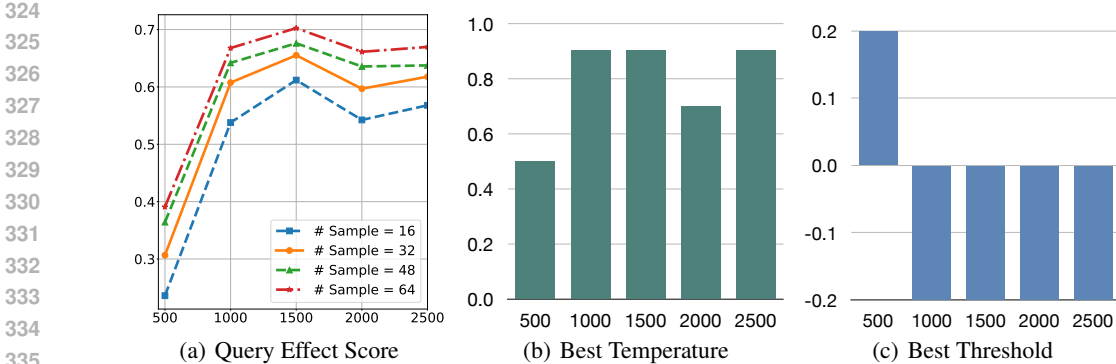 324
325
326
327
328
329
330
331
332
333
334
335
0.7
0.6
0.5
0.4
0.3
500 1000 1500 2000 2500
# Sample = 16
# Sample = 32
# Sample = 48
# Sample = 64
(a) Query Effect Score
1.0
0.8
0.6
0.4
0.2
0.0
500 1000 1500 2000 2500
(b) Best Temperature
0.2
0.1
0.0
-0.1
-0.2
500 1000 1500 2000 2500
(c) Best Threshold